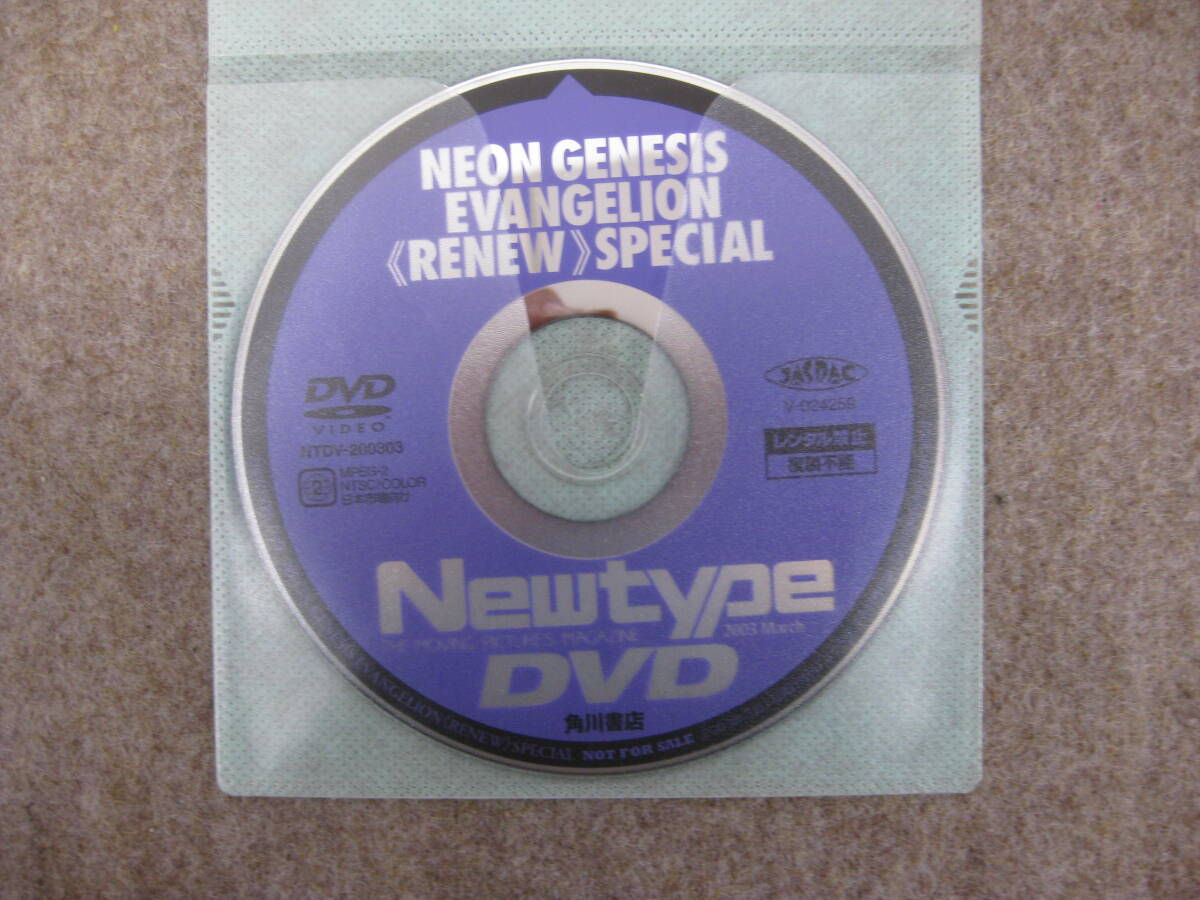 NEON GENESIS
EVANGELION
《RENEW》SPECIAL
DVD
VIDEO
NTDV-200303
2
MPEG-2
NTSC/COLOR
日本市場向け
JASRAC
V-024259
レンタル禁止
複製不能
Newtype
THE MOVING PICTURES MAGAZINE
2003 March
DVD
角川書店
EVANGELION《RENEW》SPECIAL NOT FOR SALE